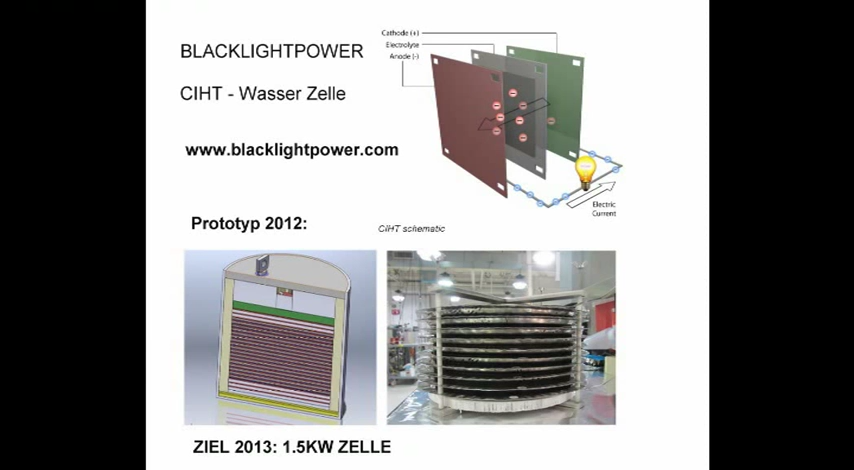 BLACKLIGHTPOWER
CIHT - Wasser Zelle
www.blacklightpower.com
Cathode (+)
Electrolyte
Anode (-)
Electric
Current
Prototyp 2012:
CIHT schematic
ZIEL 2013: 1.5KW ZELLE